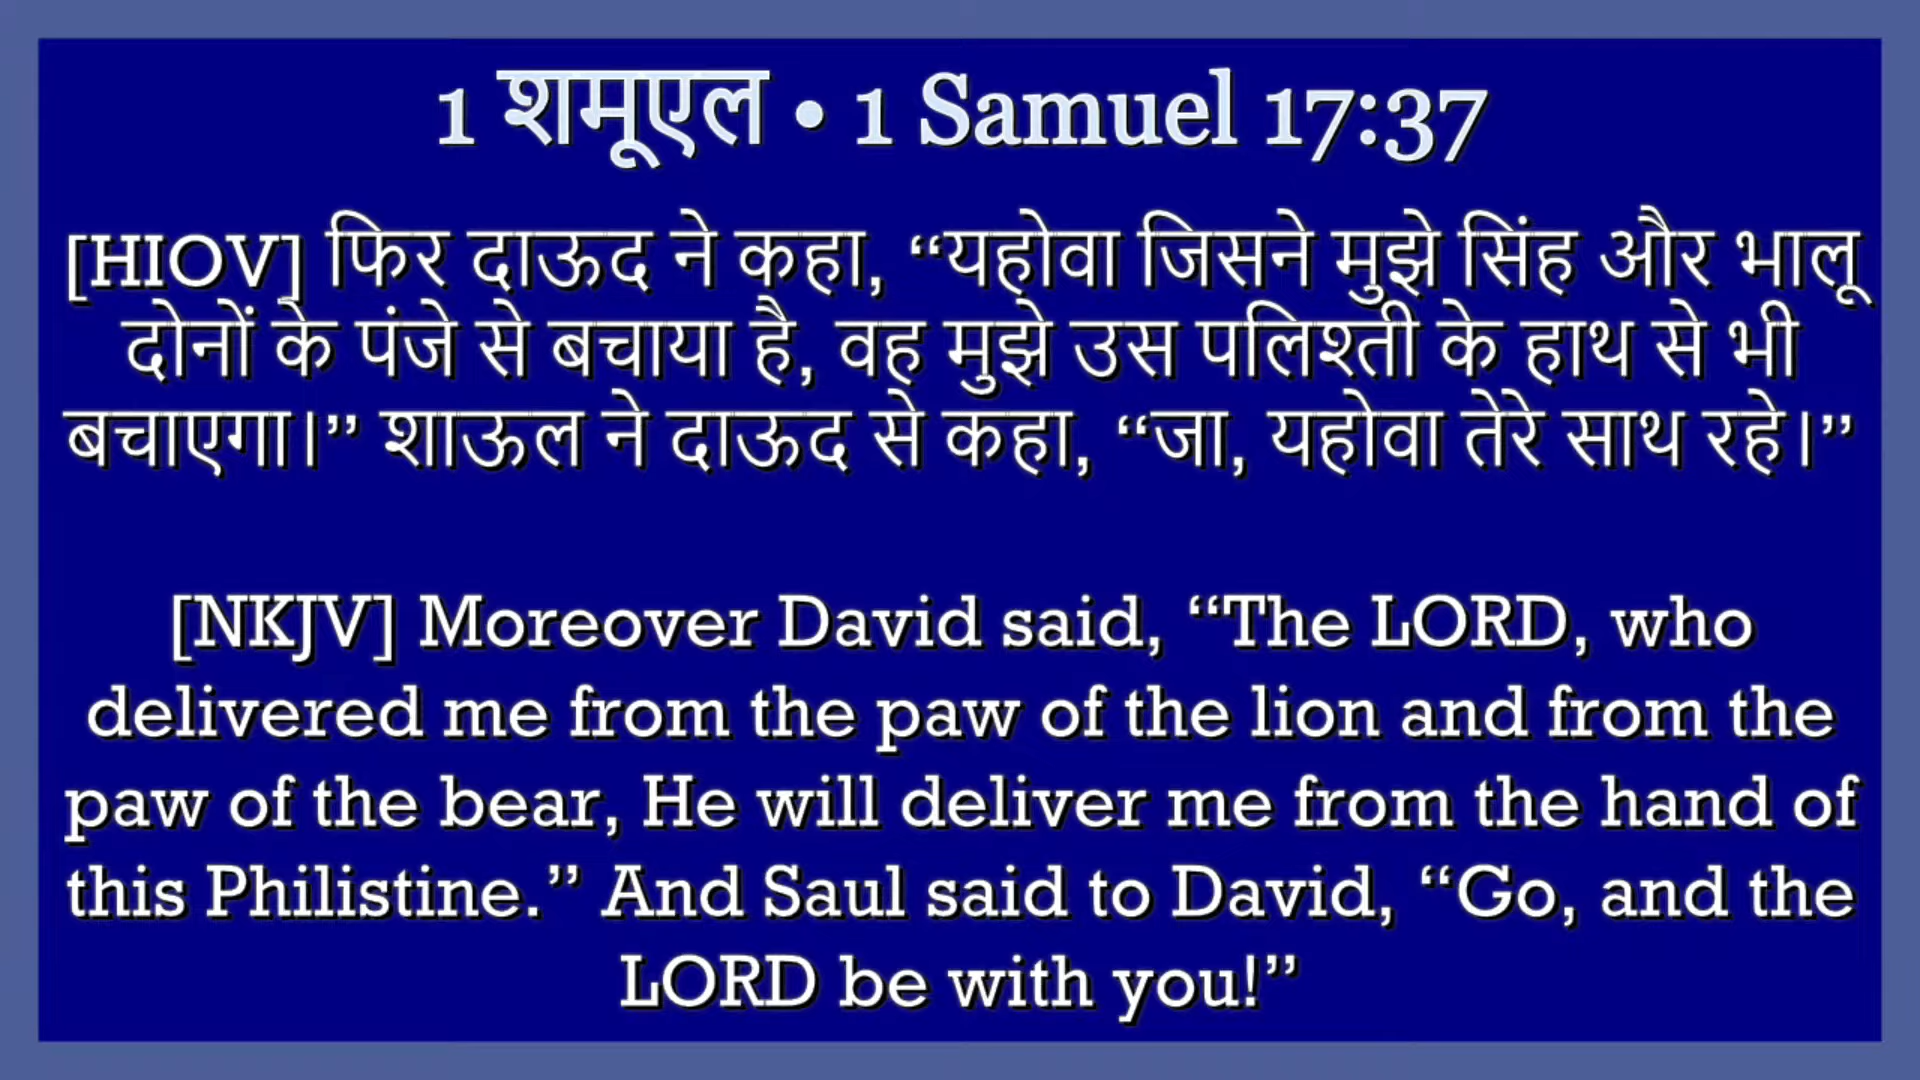 1 शमूएल • 1 Samuel 17:37
[HIOV] फिर दाऊद ने कहा, “यहोवा जिसने मुझे सिंह और भालू
दोनों के पंजे से बचाया है, वह मुझे उस पलिश्ती के हाथ से भी
बचाएगा।” शाऊल ने दाऊद से कहा, “जा, यहोवा तेरे साथ रहे।”
[NKJV] Moreover David said, “The LORD, who
delivered me from the paw of the lion and from the
paw of the bear, He will deliver me from the hand of
this Philistine.” And Saul said to David, “Go, and the
LORD be with you!”